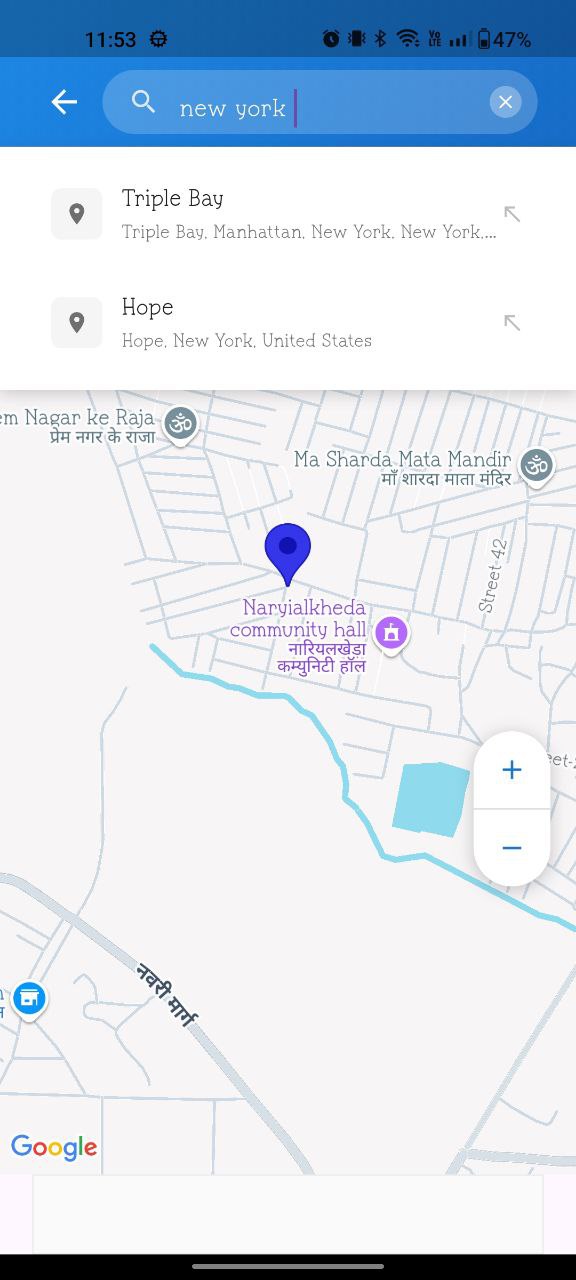 11:53
VO LTE
47%
new york
Triple Bay
Triple Bay, Manhattan, New York, New York,...
Hope
Hope, New York, United States
em Nagar ke Raja
प्रेम नगर के राजा
Ma Sharda Mata Mandir
माँ शारदा माता मंदिर
Street 42
Naryialkheda
community hall
नारियलखेड़ा
कम्युनिटी हॉल
+
−
नवरी मार्ग
Google